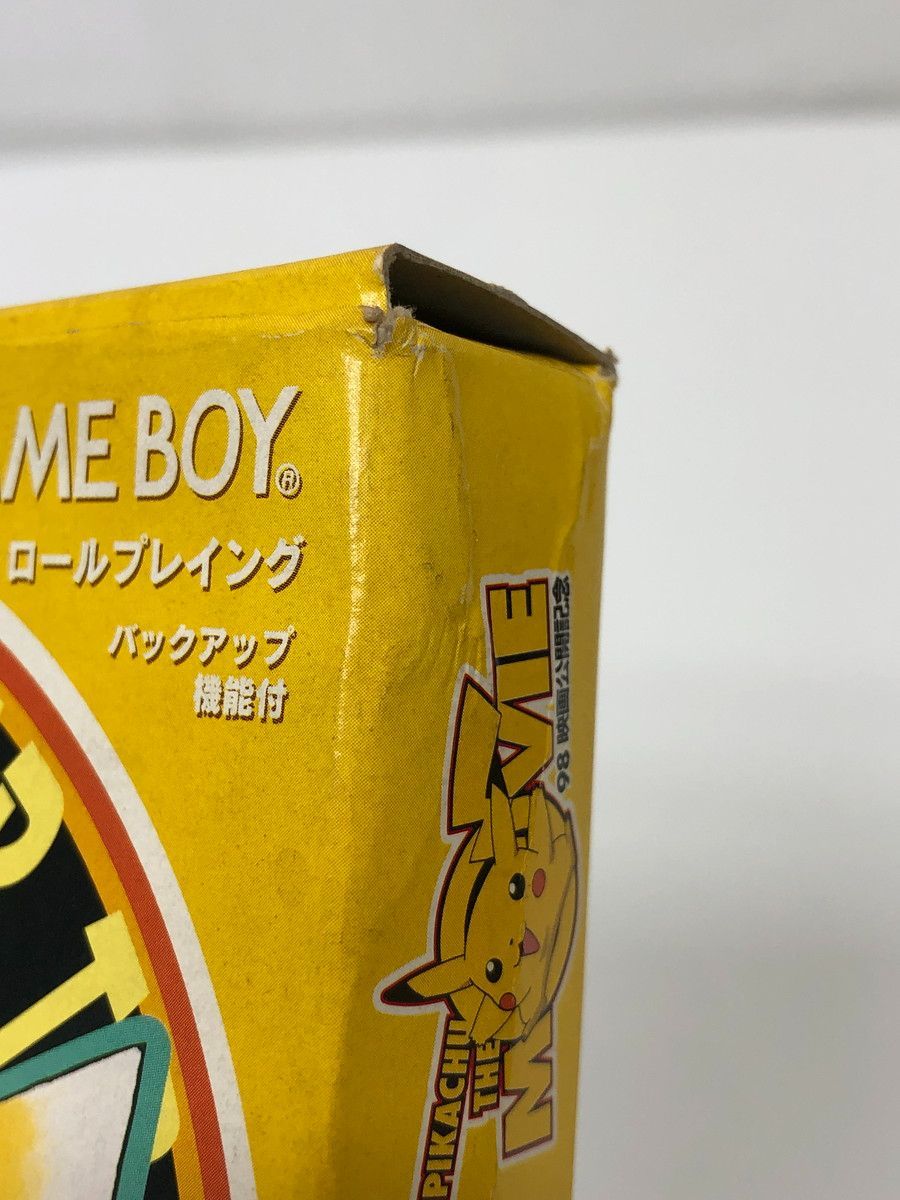 AME BOY®
ロールプレイング
バックアップ
機能付
PIKACHU
THE
MOVIE
98 映画公開記念